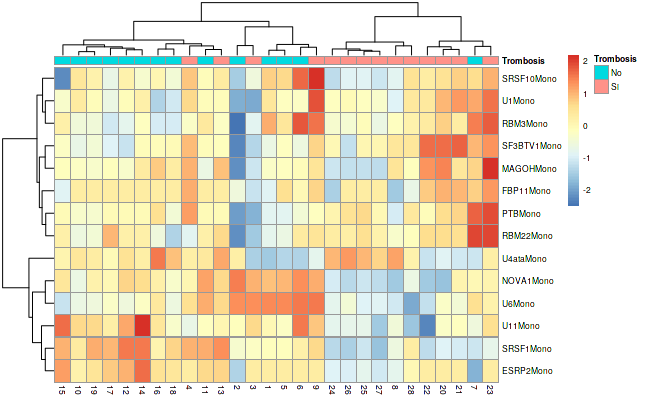 Trombosis
SRSF10Mono
U1Mono
RBM3Mono
SF3BTV1Mono
MAGOHMono
FBP11Mono
PTBMono
RBM22Mono
U4ataMono
NOVA1Mono
U6Mono
U11Mono
SRSF1Mono
ESRP2Mono
15 10 19 17 12 14 16 18 4 11 13 2 3 1 5 6 9 24 26 25 27 8 28 22 20 21 7 23
2
1
0
-1
-2
Trombosis
No
SI